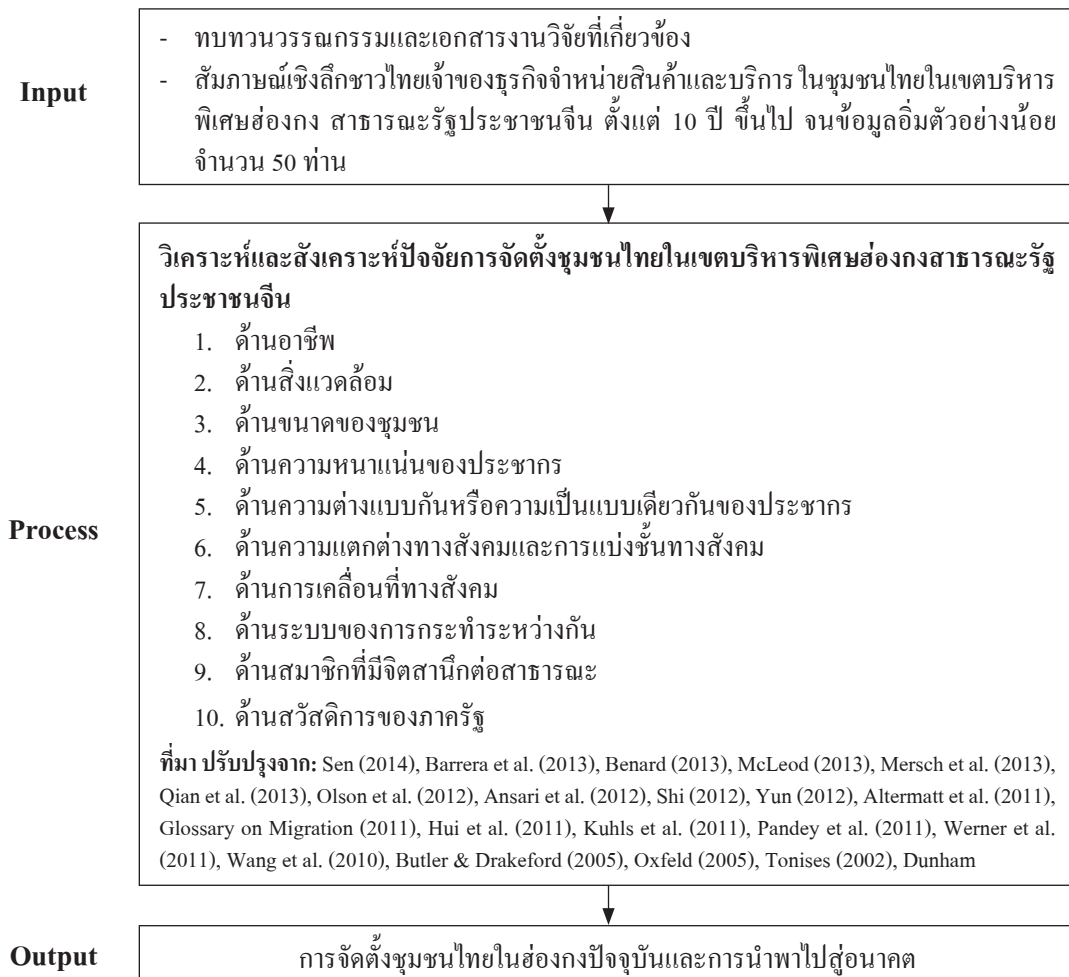 Input
- ทบทวนวรรณกรรมและเอกสารงานวิจัยที่เกี่ยวข้อง
- สัมภาษณ์เชิงลึกชาวไทยเจ้าของธุรกิจจำหน่ายสินค้าและบริการ ในชุมชนไทยในเขตบริหาร
พิเศษฮ่องกง สาธารณะรัฐประชาชนจีน ตั้งแต่ 10 ปี ขึ้นไป จนข้อมูลอิ่มตัวอย่างน้อย
จำนวน 50 ท่าน
Process
วิเคราะห์และสังเคราะห์ปัจจัยการจัดตั้งชุมชนไทยในเขตบริหารพิเศษฮ่องกงสาธารณะรัฐ
ประชาชนจีน
1. ด้านอาชีพ
2. ด้านสิ่งแวดล้อม
3. ด้านขนาดของชุมชน
4. ด้านความหนาแน่นของประชากร
5. ด้านความต่างแบบกันหรือความเป็นแบบเดียวกันของประชากร
6. ด้านความแตกต่างทางสังคมและการแบ่งชั้นทางสังคม
7. ด้านการเคลื่อนที่ทางสังคม
8. ด้านระบบของการกระทำระหว่างกัน
9. ด้านสมาชิกที่มีจิตสานึกต่อสาธารณะ
10. ด้านสวัสดิการของภาครัฐ
ที่มา ปรับปรุงจาก: Sen (2014), Barrera et al. (2013), Benard (2013), McLeod (2013), Mersch et al. (2013),
Qian et al. (2013), Olson et al. (2012), Ansari et al. (2012), Shi (2012), Yun (2012), Altermatt et al. (2011),
Glossary on Migration (2011), Hui et al. (2011), Kuhls et al. (2011), Pandey et al. (2011), Werner et al.
(2011), Wang et al. (2010), Butler & Drakeford (2005), Oxfeld (2005), Tonises (2002), Dunham
Output
การจัดตั้งชุมชนไทยในฮ่องกงปัจจุบันและการนำพาไปสู่อนาคต